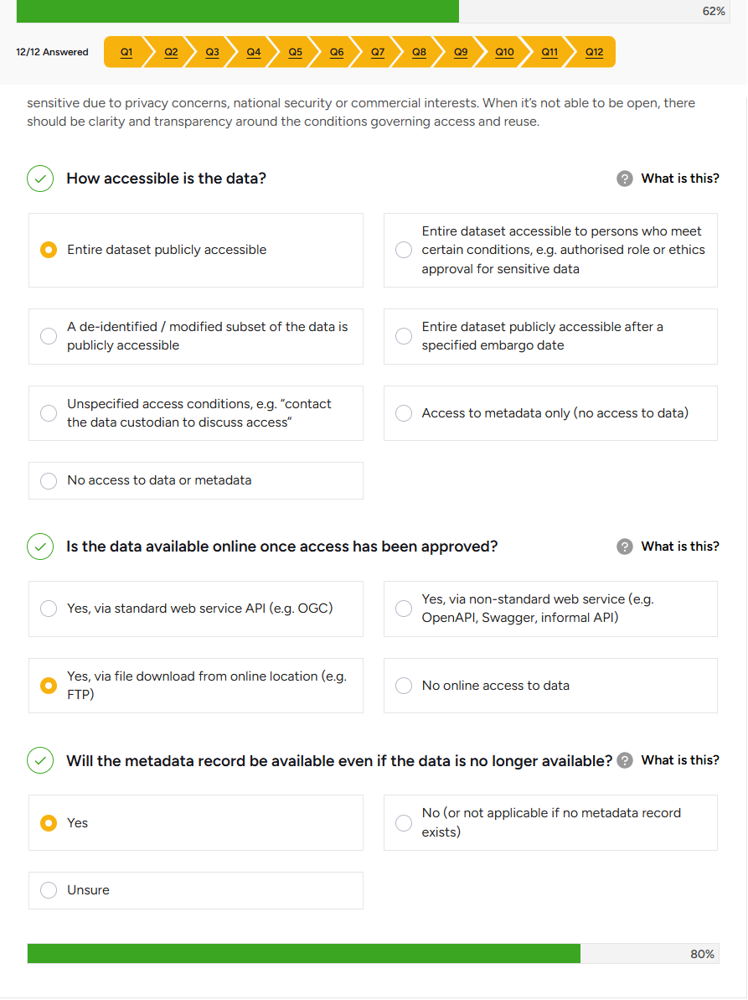 62%
12/12 Answered
Q1 Q2 Q3 Q4 Q5 Q6 Q7 Q8 Q9 Q10 Q11 Q12
sensitive due to privacy concerns, national security or commercial interests. When it’s not able to be open, there
should be clarity and transparency around the conditions governing access and reuse.
How accessible is the data?
? What is this?
Entire dataset publicly accessible
Entire dataset accessible to persons who meet
certain conditions, e.g. authorised role or ethics
approval for sensitive data
A de-identified / modified subset of the data is
publicly accessible
Entire dataset publicly accessible after a
specified embargo date
Unspecified access conditions, e.g. “contact
the data custodian to discuss access”
Access to metadata only (no access to data)
No access to data or metadata
Is the data available online once access has been approved?
? What is this?
Yes, via standard web service API (e.g. OGC)
Yes, via non-standard web service (e.g.
OpenAPI, Swagger, informal API)
Yes, via file download from online location (e.g.
FTP)
No online access to data
Will the metadata record be available even if the data is no longer available?
? What is this?
Yes
No (or not applicable if no metadata record
exists)
Unsure
80%